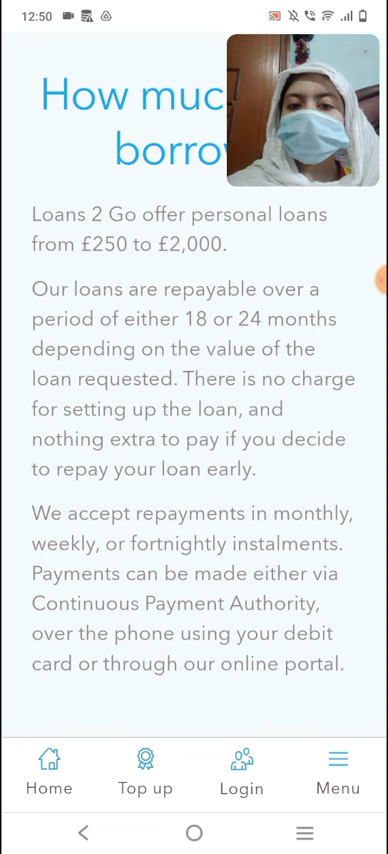 12:50
How muc
borro
Loans 2 Go offer personal loans
from £250 to £2,000.
Our loans are repayable over a
period of either 18 or 24 months
depending on the value of the
loan requested. There is no charge
for setting up the loan, and
nothing extra to pay if you decide
to repay your loan early.
We accept repayments in monthly,
weekly, or fortnightly instalments.
Payments can be made either via
Continuous Payment Authority,
over the phone using your debit
card or through our online portal.
Home
Top up
Login
Menu